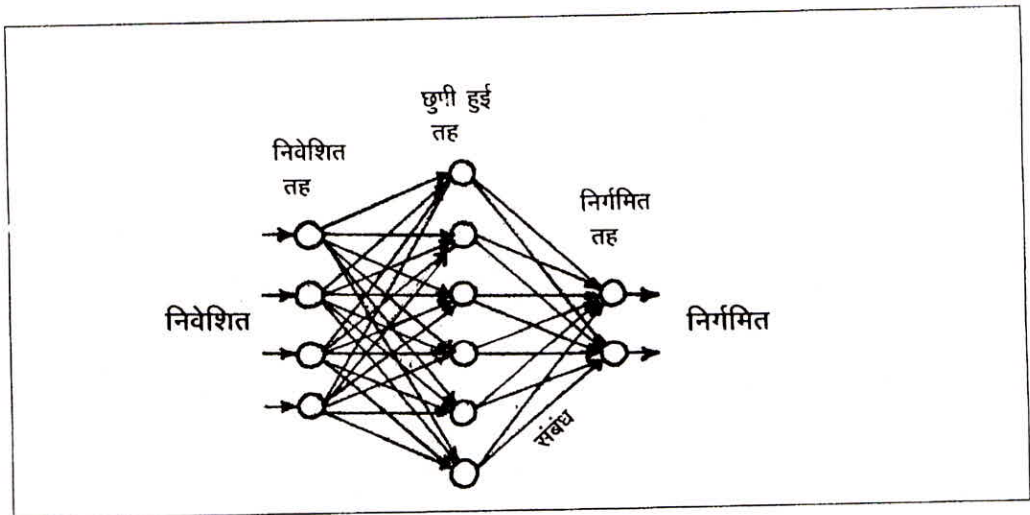 छुपी हुई
तह
निवेशित
तह
निर्गमित
तह
निवेशित
निर्गमित
संबंध